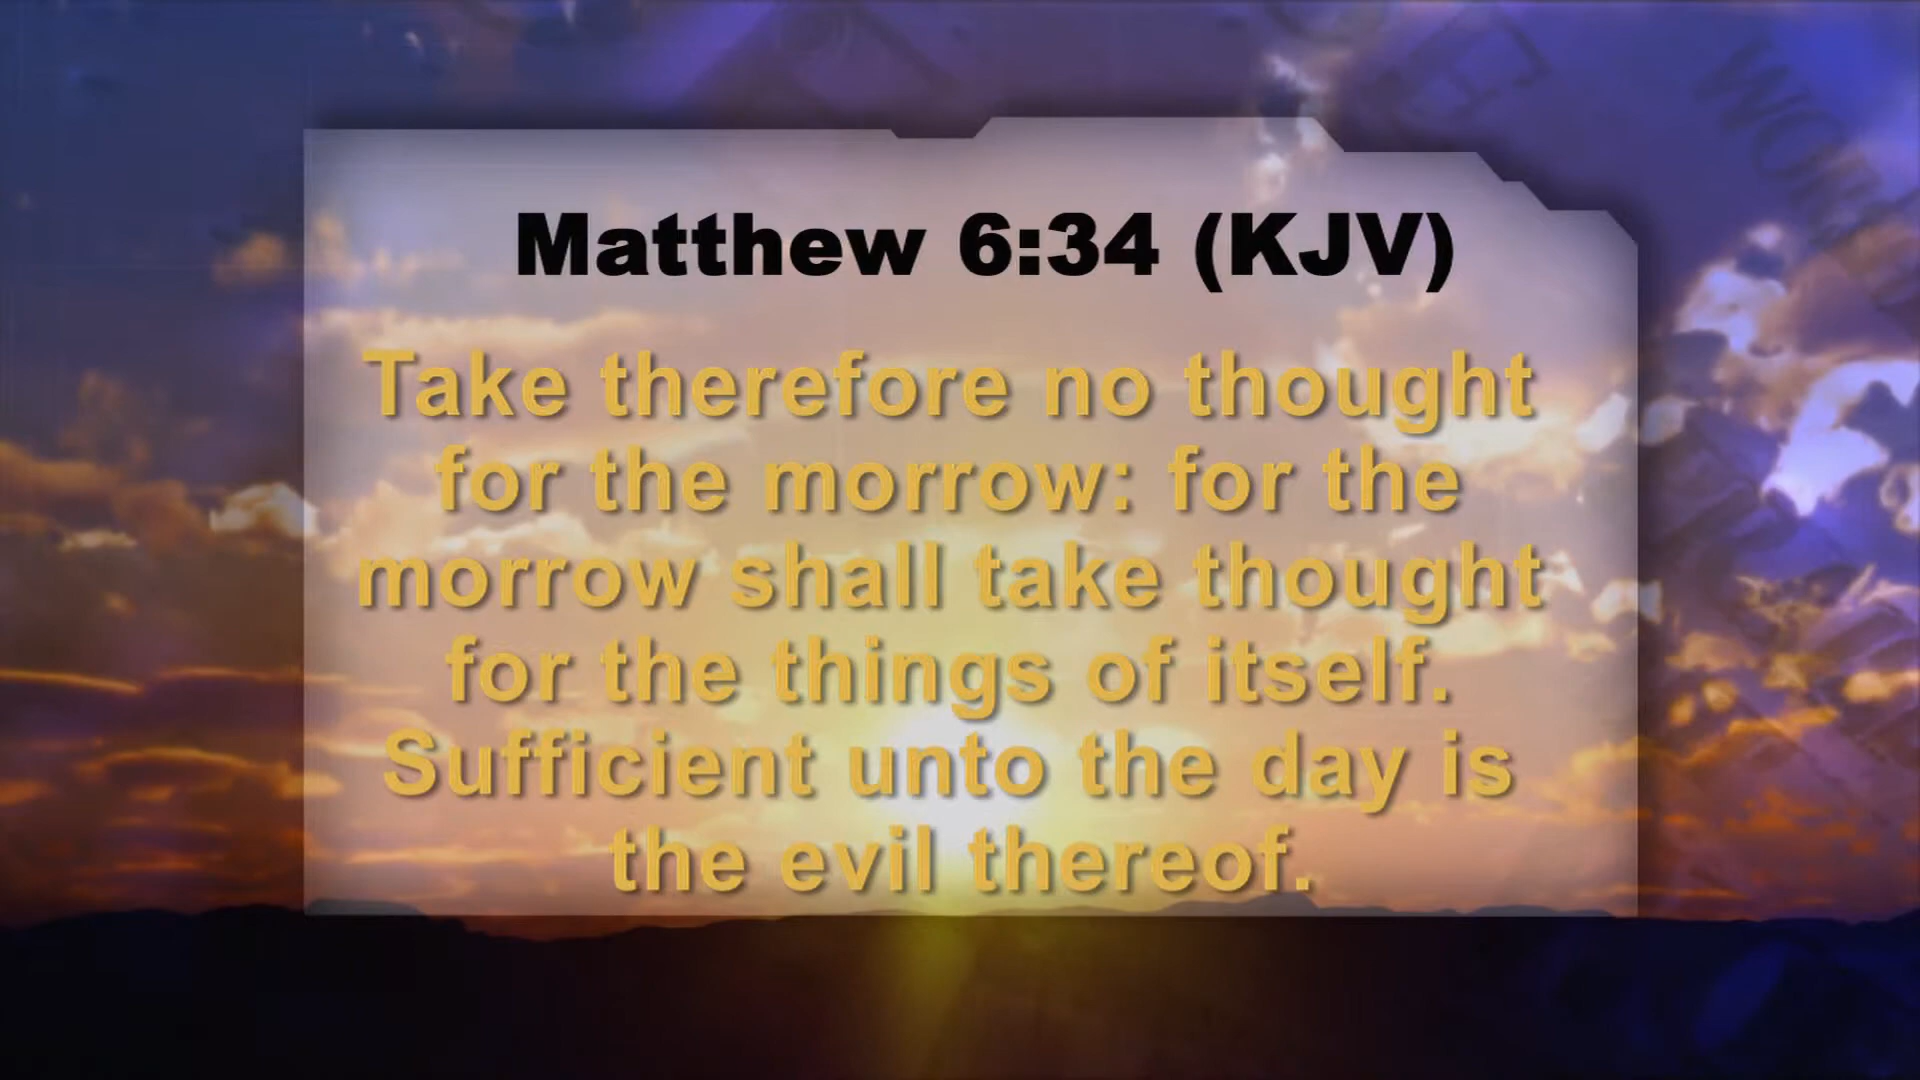 Matthew 6:34 (KJV)
Take therefore no thought
for the morrow: for the
morrow shall take thought
for the things of itself.
Sufficient unto the day is
the evil thereof.